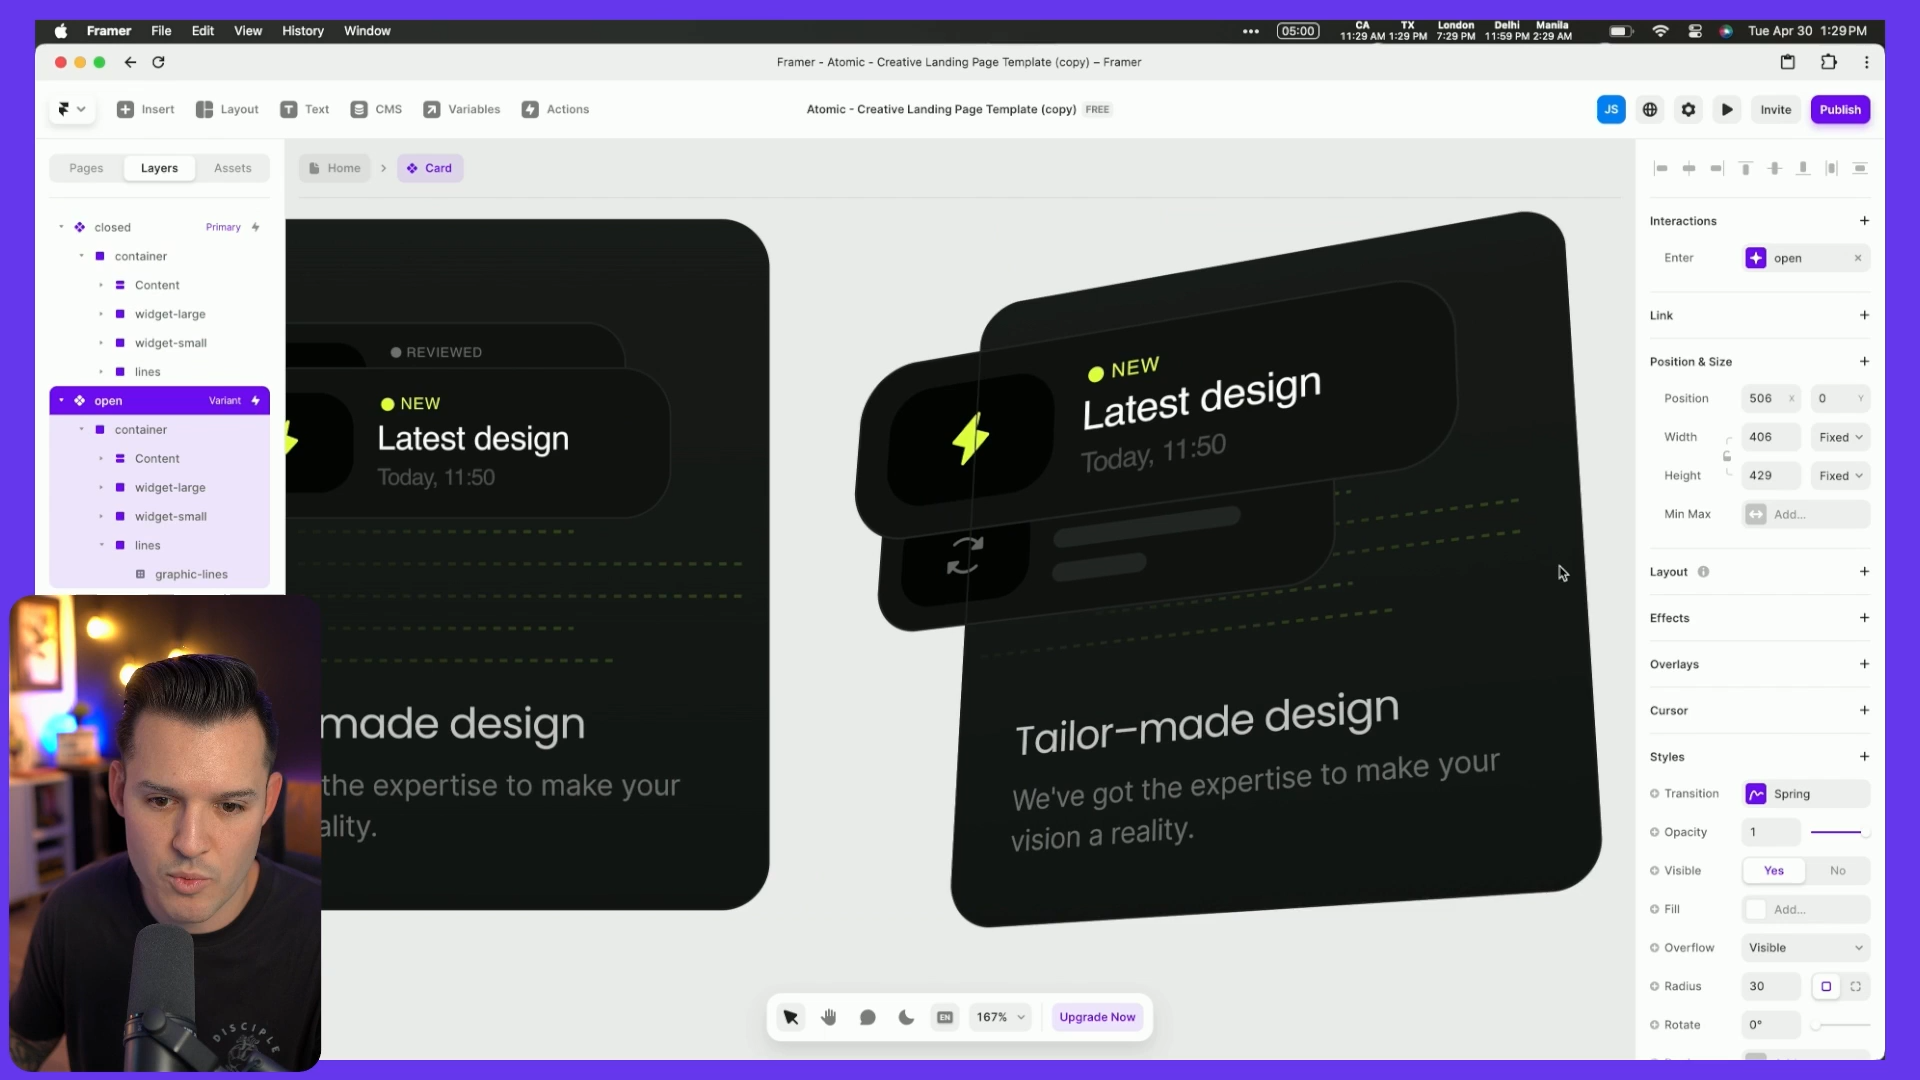 Framer File Edit View History Window
05:00
CA TX London Delhi Manila
11:29 AM 1:29 PM 7:29 PM 11:59 PM 2:29 AM
Tue Apr 30 1:29 PM
Framer - Atomic - Creative Landing Page Template (copy) – Framer
Insert Layout Text CMS Variables Actions
Atomic - Creative Landing Page Template (copy) FREE
JS Invite Publish
Pages Layers Assets
Home Card
closed Primary
container
Content
widget-large
widget-small
lines
open Variant
container
Content
widget-large
widget-small
lines
graphic-lines
REVIEWED
NEW
Latest design
Today, 11:50
made design
the expertise to make your
ality.
NEW
Latest design
Today, 11:50
Tailor–made design
We've got the expertise to make your
vision a reality.
Interactions
Enter open
Link
Position & Size
Position 506 X 0 Y
Width 406 Fixed
Height 429 Fixed
Min Max Add...
Layout
Effects
Overlays
Cursor
Styles
Transition Spring
Opacity 1
Visible Yes No
Fill Add...
Overflow Visible
Radius 30
Rotate 0°
EN 167% Upgrade Now
DISCIPLE